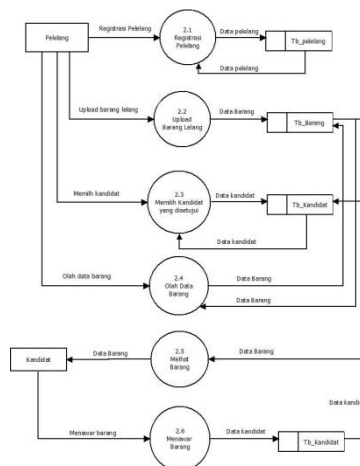 Pelelang
Registrasi Pelelang
2.1
Registrasi
Pelelang
Data pelelang
Tb_pelelang
Data pelelang
Upload barang lelang
2.2
Upload
Barang Lelang
Data Barang
Tb_Barang
Memilh kandidat
2.3
Memilih Kandidat
yang disetujui
Data kandidat
Tb_Kandidat
Data kandidat
Olah data barang
2.4
Olah Data
Barang
Data Barang
Data Barang
Kandidat
Data Barang
2.5
Melihat
Barang
Data Barang
Menawar barang
2.6
Menawar
Barang
Data kandidat
Tb_Kandidat
Data kandid